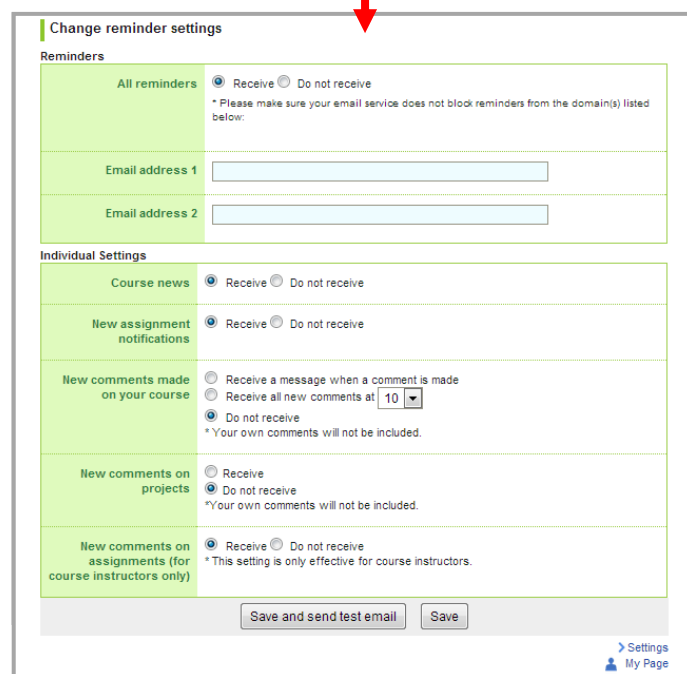 Change reminder settings
Reminders
All reminders
Receive Do not receive
* Please make sure your email service does not block reminders from the domain(s) listed
below:
Email address 1
Email address 2
Individual Settings
Course news
Receive Do not receive
New assignment
notifications
Receive Do not receive
New comments made
on your course
Receive a message when a comment is made
Receive all new comments at 10
Do not receive
* Your own comments will not be included.
New comments on
projects
Receive
Do not receive
*Your own comments will not be included.
New comments on
assignments (for
course instructors only)
Receive Do not receive
* This setting is only effective for course instructors.
Save and send test email Save
Settings
My Page